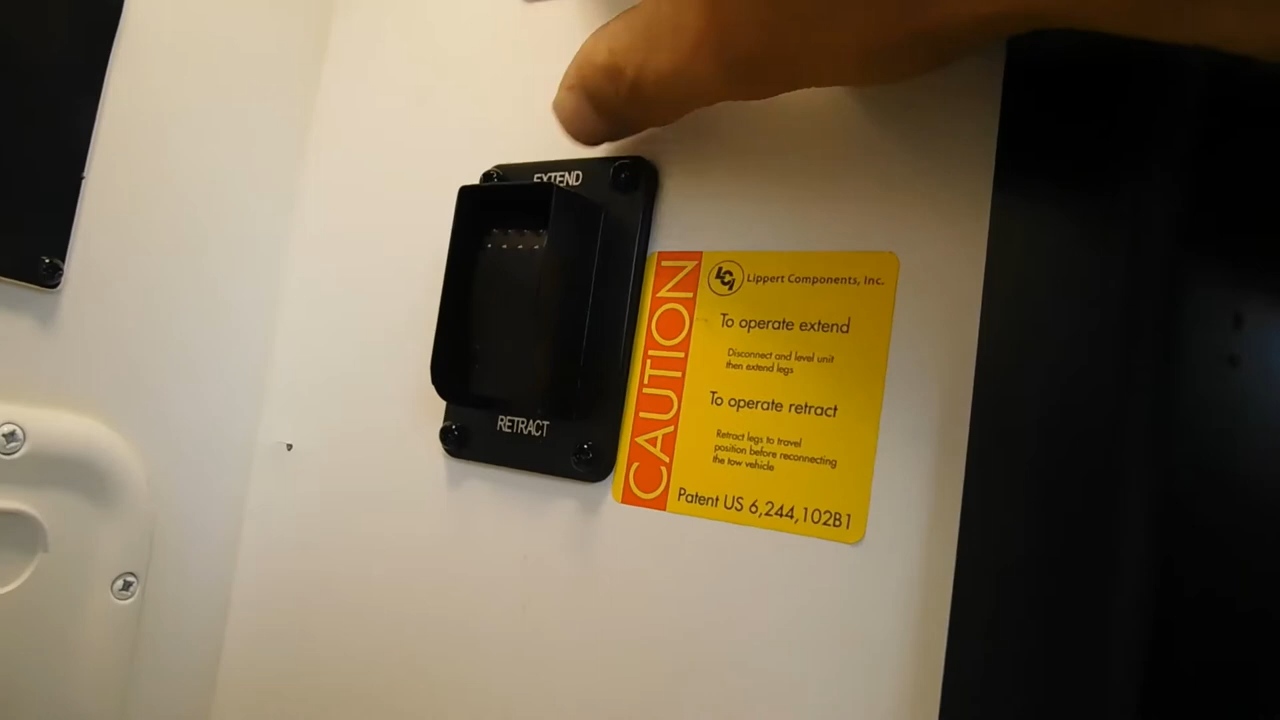 EXTEND
RETRACT
CAUTION
LCI Lippert Components, Inc.
To operate extend
Disconnect and level unit
then extend legs
To operate retract
Retract legs to travel
position before reconnecting
the tow vehicle
Patent US 6,244,102B1